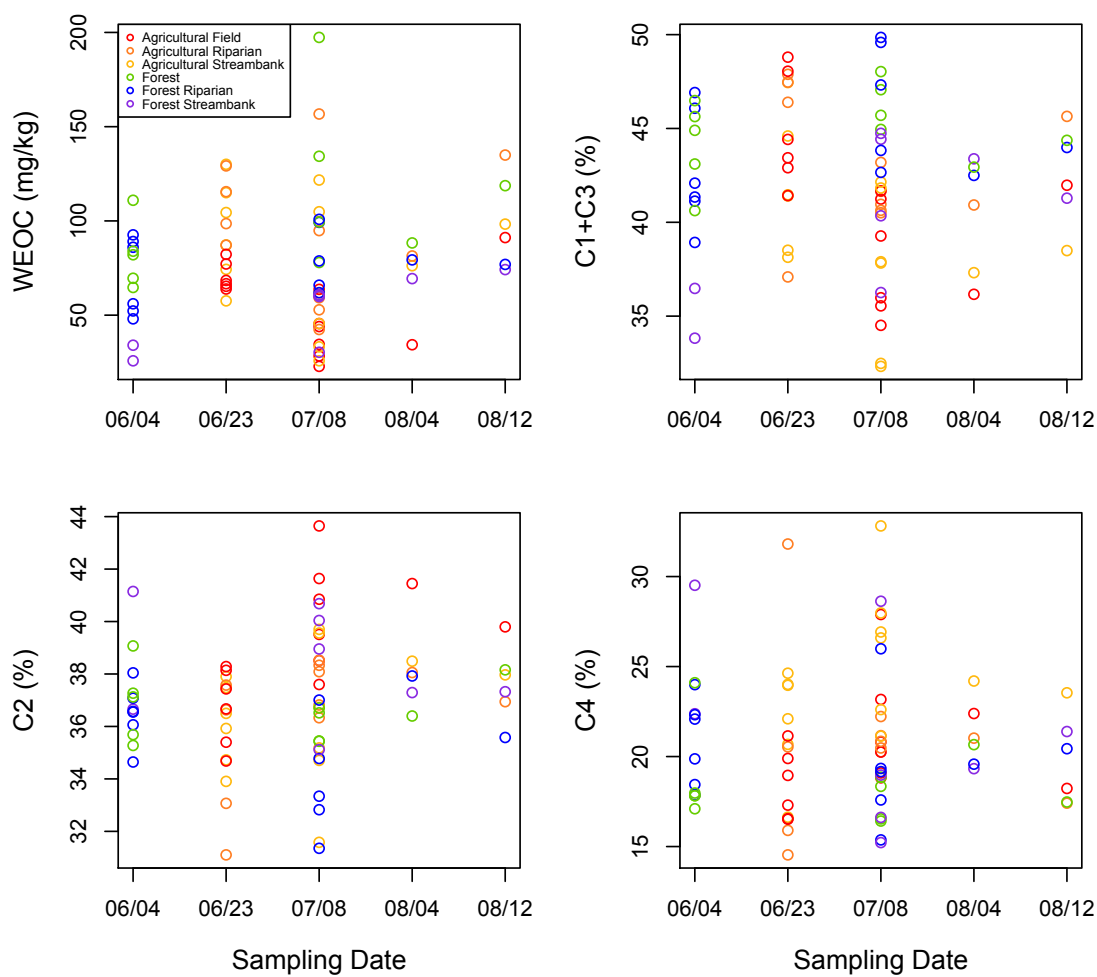 WEOC (mg/kg)
200
150
100
50
Agricultural Field
Agricultural Riparian
Agricultural Streambank
Forest
Forest Riparian
Forest Streambank
06/04 06/23 07/08 08/04 08/12
C1+C3 (%)
50
45
40
35
06/04 06/23 07/08 08/04 08/12
C2 (%)
44
42
40
38
36
34
32
06/04 06/23 07/08 08/04 08/12
Sampling Date
C4 (%)
30
25
20
15
06/04 06/23 07/08 08/04 08/12
Sampling Date